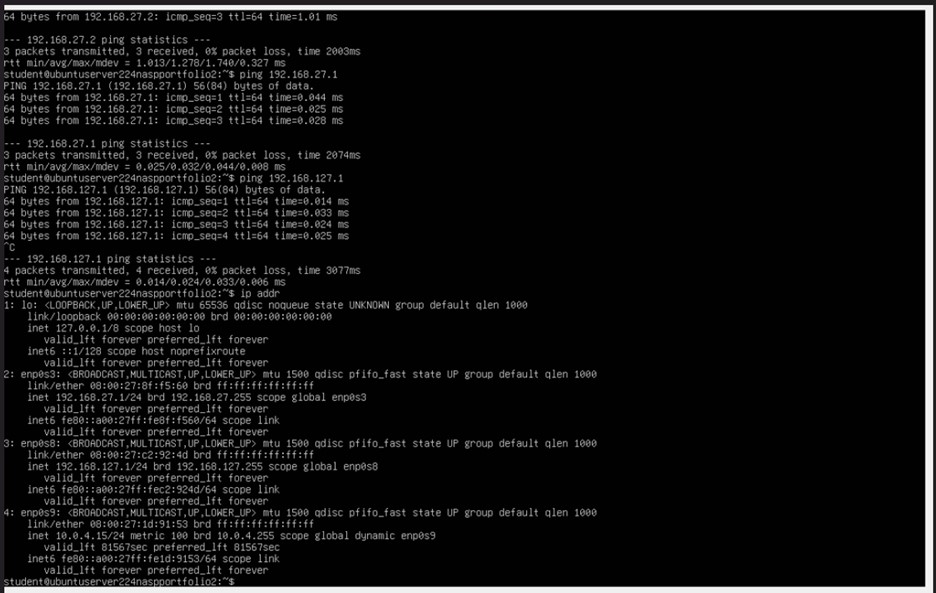 64 bytes from 192.168.27.2: icmp_seq=3 ttl=64 time=1.01 ms
--- 192.168.27.2 ping statistics ---
3 packets transmitted, 3 received, 0% packet loss, time 2003ms
rtt min/avg/max/mdev = 1.013/1.278/1.740/0.327 ms
student@ubuntuserver224naspportfolio2:~$ ping 192.168.27.1
PING 192.168.27.1 (192.168.27.1) 56(84) bytes of data.
64 bytes from 192.168.27.1: icmp_seq=1 ttl=64 time=0.044 ms
64 bytes from 192.168.27.1: icmp_seq=2 ttl=64 time=0.025 ms
64 bytes from 192.168.27.1: icmp_seq=3 ttl=64 time=0.028 ms
--- 192.168.27.1 ping statistics ---
3 packets transmitted, 3 received, 0% packet loss, time 2074ms
rtt min/avg/max/mdev = 0.025/0.032/0.044/0.008 ms
student@ubuntuserver224naspportfolio2:~$ ping 192.168.127.1
PING 192.168.127.1 (192.168.127.1) 56(84) bytes of data.
64 bytes from 192.168.127.1: icmp_seq=1 ttl=64 time=0.014 ms
64 bytes from 192.168.127.1: icmp_seq=2 ttl=64 time=0.033 ms
64 bytes from 192.168.127.1: icmp_seq=3 ttl=64 time=0.024 ms
64 bytes from 192.168.127.1: icmp_seq=4 ttl=64 time=0.025 ms
^C
--- 192.168.127.1 ping statistics ---
4 packets transmitted, 4 received, 0% packet loss, time 3077ms
rtt min/avg/max/mdev = 0.014/0.024/0.033/0.006 ms
student@ubuntuserver224naspportfolio2:~$ ip addr
1: lo: <LOOPBACK,UP,LOWER_UP> mtu 65536 qdisc noqueue state UNKNOWN group default qlen 1000
link/loopback 00:00:00:00:00:00 brd 00:00:00:00:00:00
inet 127.0.0.1/8 scope host lo
valid_lft forever preferred_lft forever
inet6 ::1/128 scope host noprefixroute
valid_lft forever preferred_lft forever
2: enp0s3: <BROADCAST,MULTICAST,UP,LOWER_UP> mtu 1500 qdisc pfifo_fast state UP group default qlen 1000
link/ether 08:00:27:8f:f5:60 brd ff:ff:ff:ff:ff:ff
inet 192.168.27.1/24 brd 192.168.27.255 scope global enp0s3
valid_lft forever preferred_lft forever
inet6 fe80::a00:27ff:fe8f:f560/64 scope link
valid_lft forever preferred_lft forever
3: enp0s8: <BROADCAST,MULTICAST,UP,LOWER_UP> mtu 1500 qdisc pfifo_fast state UP group default qlen 1000
link/ether 08:00:27:c2:92:4d brd ff:ff:ff:ff:ff:ff
inet 192.168.127.1/24 brd 192.168.127.255 scope global enp0s8
valid_lft forever preferred_lft forever
inet6 fe80::a00:27ff:fec2:924d/64 scope link
valid_lft forever preferred_lft forever
4: enp0s9: <BROADCAST,MULTICAST,UP,LOWER_UP> mtu 1500 qdisc pfifo_fast state UP group default qlen 1000
link/ether 08:00:27:1d:91:53 brd ff:ff:ff:ff:ff:ff
inet 10.0.4.15/24 metric 100 brd 10.0.4.255 scope global dynamic enp0s9
valid_lft 81567sec preferred_lft 81567sec
inet6 fe80::a00:27ff:fe1d:9153/64 scope link
valid_lft forever preferred_lft forever
student@ubuntuserver224naspportfolio2:~$